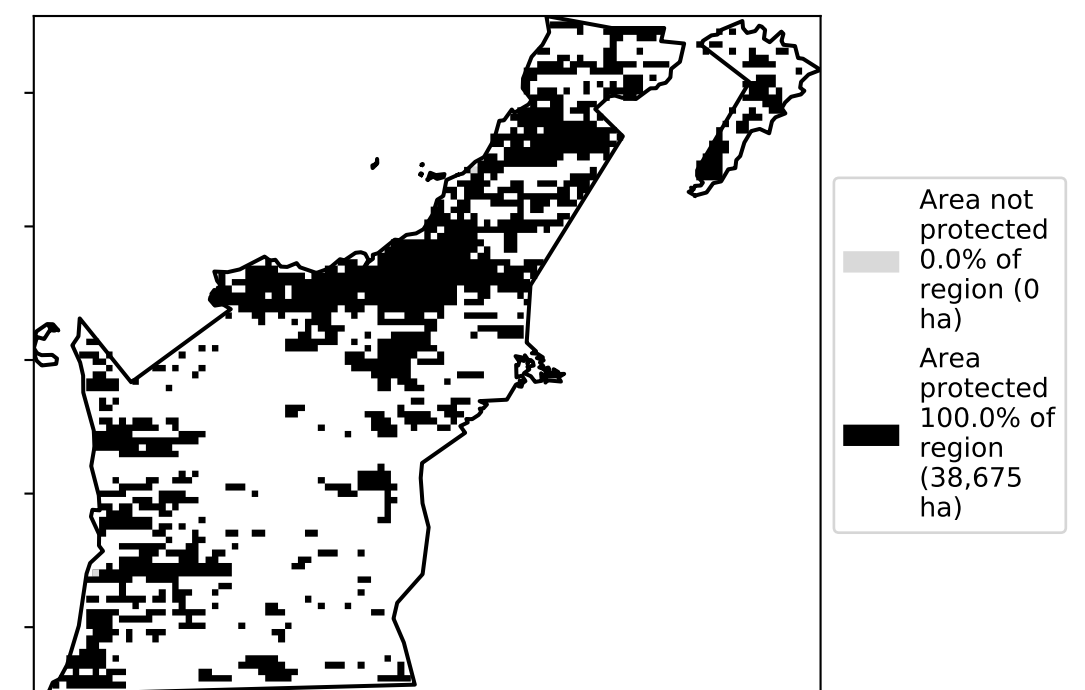 Area not
protected
0.0% of
region (0
ha)
Area
protected
100.0% of
region
(38,675
ha)